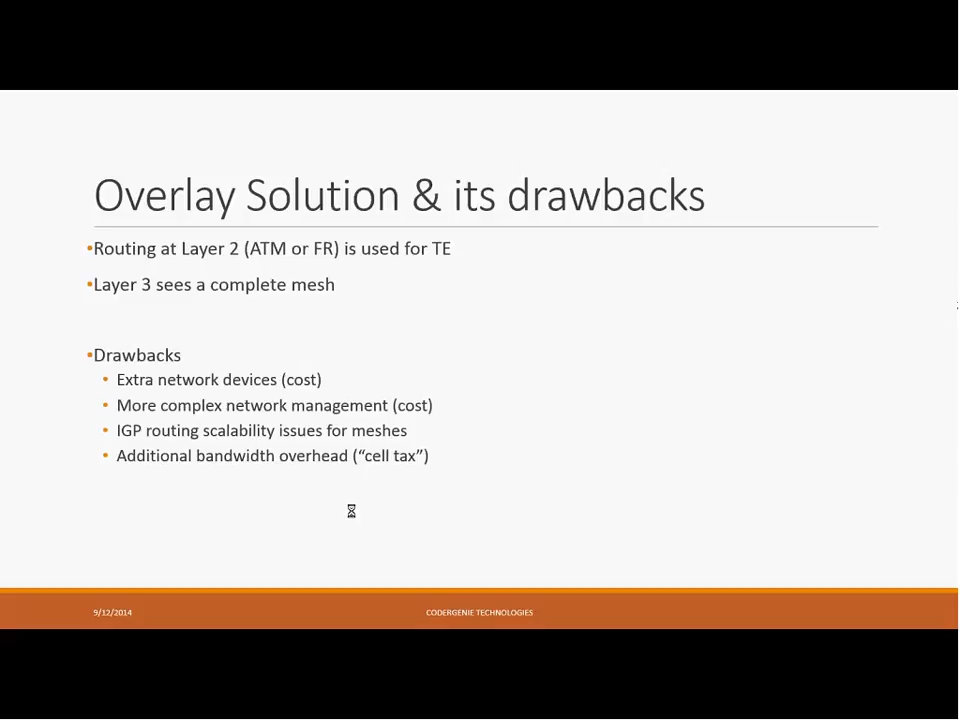 Overlay Solution & its drawbacks
•Routing at Layer 2 (ATM or FR) is used for TE
•Layer 3 sees a complete mesh
•Drawbacks
• Extra network devices (cost)
• More complex network management (cost)
• IGP routing scalability issues for meshes
• Additional bandwidth overhead (“cell tax”)
9/12/2014
CODERGENIE TECHNOLOGIES